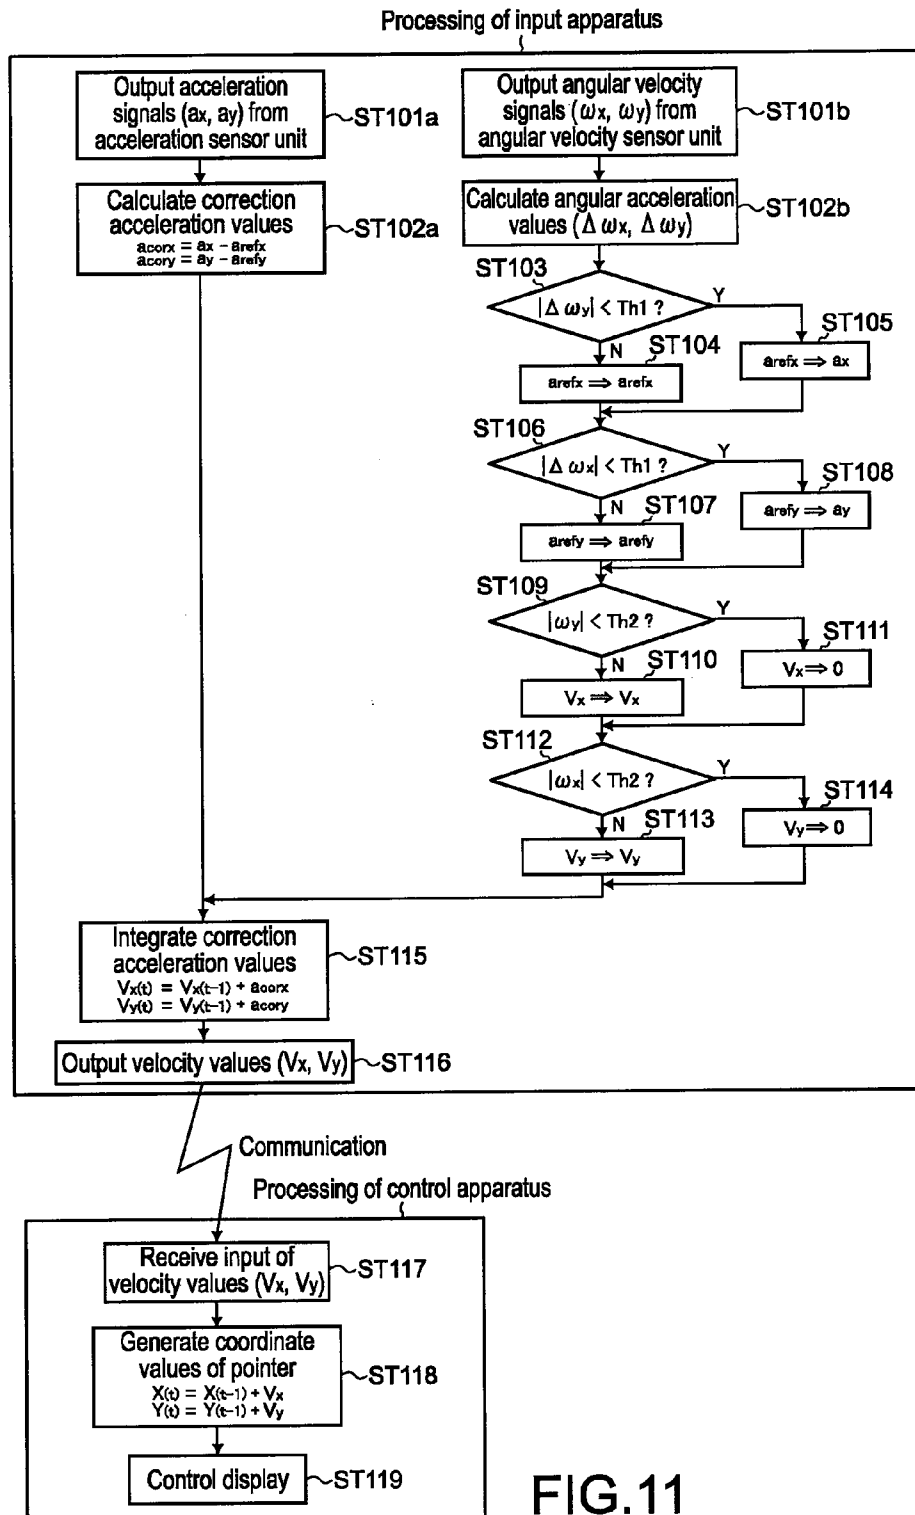 Processing of input apparatus
Output acceleration
signals (ax, ay) from
acceleration sensor unit
ST101a
Output angular velocity
signals (ωx, ωy) from
angular velocity sensor unit
ST101b
Calculate correction
acceleration values
acorx = ax − arefx
acory = ay − arefy
ST102a
Calculate angular acceleration
values (Δωx, Δωy)
ST102b
ST103
|Δωy| < Th1 ?
Y
N
ST104
arefx ⇒ arefx
ST105
arefx ⇒ ax
ST106
|Δωx| < Th1 ?
Y
N
ST107
arefy ⇒ arefy
ST108
arefy ⇒ ay
ST109
|ωy| < Th2 ?
Y
N
ST110
Vx ⇒ Vx
ST111
Vx ⇒ 0
ST112
|ωx| < Th2 ?
Y
N
ST113
Vy ⇒ Vy
ST114
Vy ⇒ 0
Integrate correction
acceleration values
Vx(t) = Vx(t−1) + acorx
Vy(t) = Vy(t−1) + acory
ST115
Output velocity values (Vx, Vy)
ST116
Communication
Processing of control apparatus
Receive input of
velocity values (Vx, Vy)
ST117
Generate coordinate
values of pointer
X(t) = X(t−1) + Vx
Y(t) = Y(t−1) + Vy
ST118
Control display
ST119
FIG.11